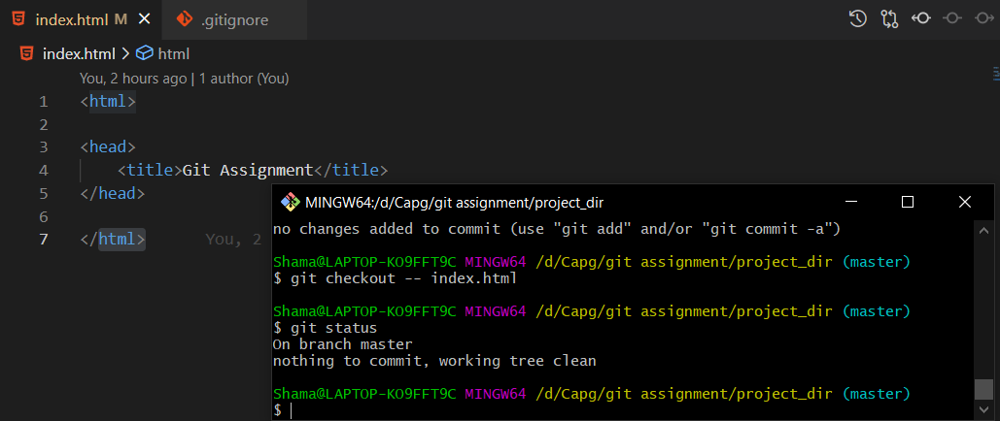 index.html M
.gitignore
index.html > html
You, 2 hours ago | 1 author (You)
1 <html>
2
3 <head>
4 <title>Git Assignment</title>
5 </head>
6
7 </html> You, 2
MINGW64:/d/Capg/git assignment/project_dir
no changes added to commit (use "git add" and/or "git commit -a")
Shama@LAPTOP-KO9FFT9C MINGW64 /d/Capg/git assignment/project_dir (master)
$ git checkout -- index.html
Shama@LAPTOP-KO9FFT9C MINGW64 /d/Capg/git assignment/project_dir (master)
$ git status
On branch master
nothing to commit, working tree clean
Shama@LAPTOP-KO9FFT9C MINGW64 /d/Capg/git assignment/project_dir (master)
$